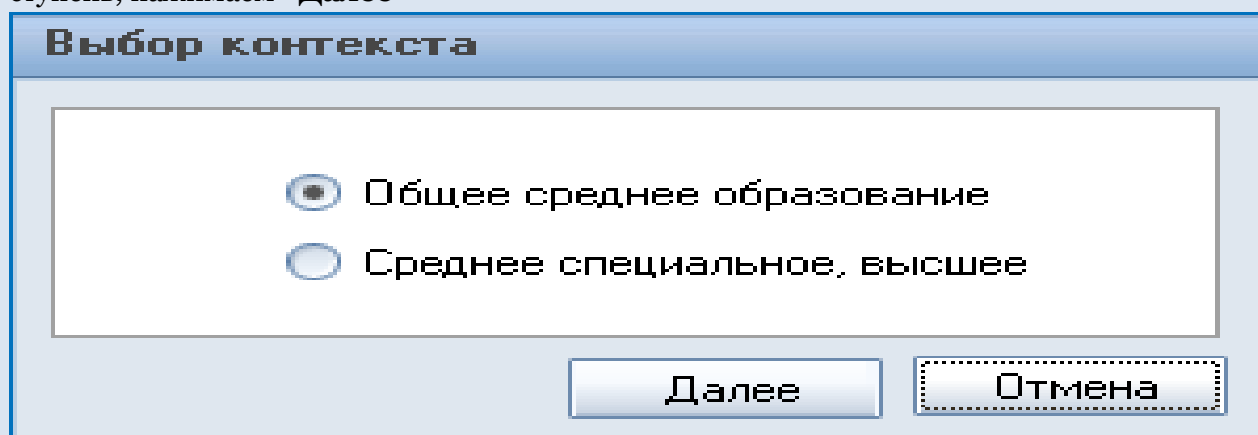 Выбор контекста
Общее среднее образование
Среднее специальное, высшее
Далее Отмена